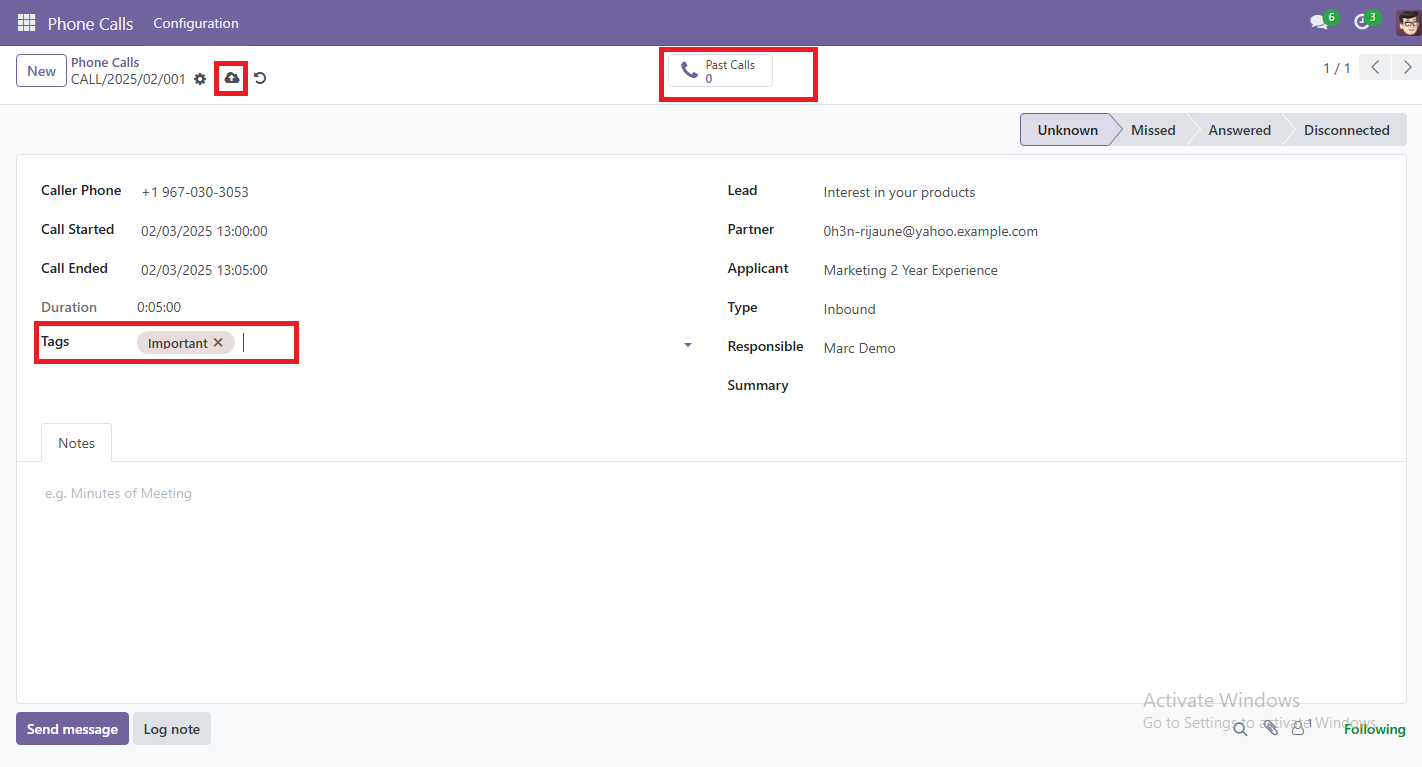 Phone Calls Configuration 6 3
New Phone Calls
CALL/2025/02/001
Past Calls
0
1 / 1
Unknown Missed Answered Disconnected
Caller Phone +1 967-030-3053
Call Started 02/03/2025 13:00:00
Call Ended 02/03/2025 13:05:00
Duration 0:05:00
Tags Important ✕
Lead Interest in your products
Partner 0h3n-rijaune@yahoo.example.com
Applicant Marketing 2 Year Experience
Type Inbound
Responsible Marc Demo
Summary
Notes
e.g. Minutes of Meeting
Activate Windows
Go to Settings to activate Windows.
Send message Log note 1 Following